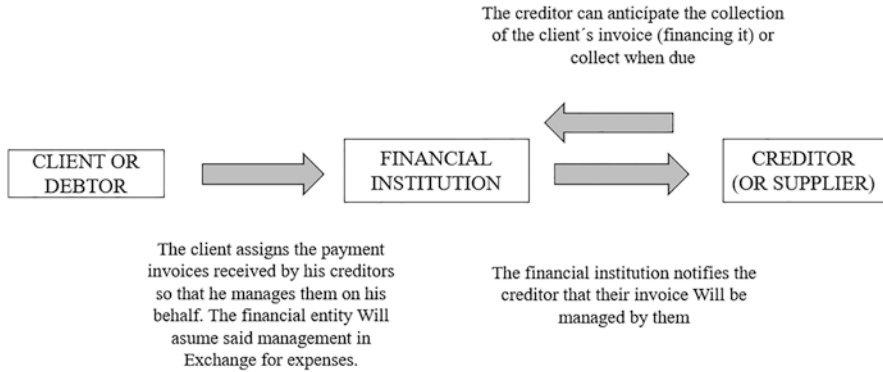 The creditor can anticipate the collection
of the client´s invoice (financing it) or
collect when due
CLIENT OR
DEBTOR
FINANCIAL
INSTITUTION
CREDITOR
(OR SUPPLIER)
The client assigns the payment
invoices received by his creditors
so that he manages them on his
behalf. The financial entity Will
asume said management in
Exchange for expenses.
The financial institution notifies the
creditor that their invoice Will be
managed by them